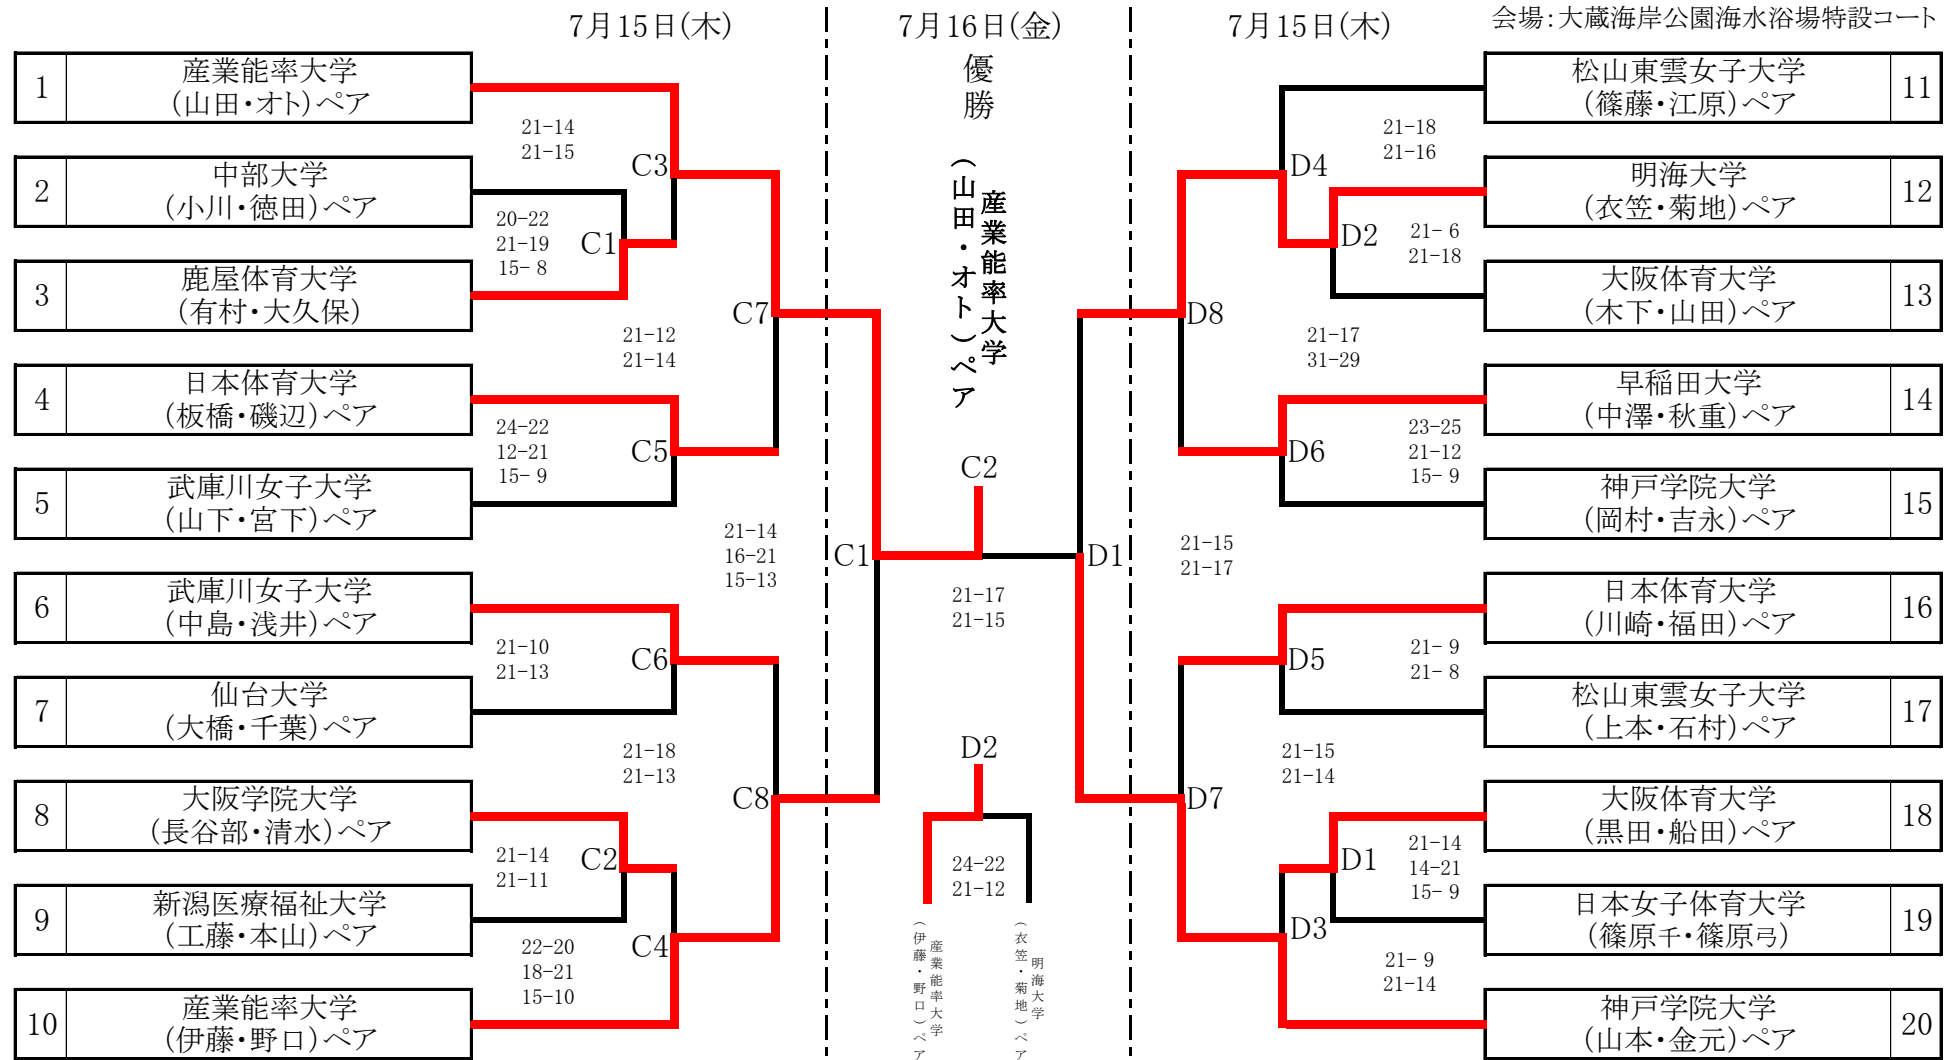 7月15日(木)
7月16日(金)
7月15日(木)
会場:大蔵海岸公園海水浴場特設コート
優勝
産業能率大学
(山田・オト)ペア
1
産業能率大学
(山田・オト)ペア
21-14
21-15
C3
2
中部大学
(小川・徳田)ペア
20-22
21-19
15- 8
C1
3
鹿屋体育大学
(有村・大久保)
C7
21-12
21-14
4
日本体育大学
(板橋・磯辺)ペア
24-22
12-21
15- 9
C5
5
武庫川女子大学
(山下・宮下)ペア
21-14
16-21
15-13
C1
6
武庫川女子大学
(中島・浅井)ペア
21-10
21-13
C6
7
仙台大学
(大橋・千葉)ペア
21-18
21-13
C8
8
大阪学院大学
(長谷部・清水)ペア
21-14
21-11
C2
9
新潟医療福祉大学
(工藤・本山)ペア
22-20
18-21
15-10
C4
10
産業能率大学
(伊藤・野口)ペア
C2
21-17
21-15
D2
24-22
21-12
産業能率大学
(伊藤・野口)ペア
明海大学
(衣笠・菊地)ペア
松山東雲女子大学
(篠藤・江原)ペア
11
21-18
21-16
D4
明海大学
(衣笠・菊地)ペア
12
D2
21- 6
21-18
大阪体育大学
(木下・山田)ペア
13
D8
21-17
31-29
早稲田大学
(中澤・秋重)ペア
14
D6
23-25
21-12
15- 9
神戸学院大学
(岡村・吉永)ペア
15
D1
21-15
21-17
日本体育大学
(川崎・福田)ペア
16
D5
21- 9
21- 8
松山東雲女子大学
(上本・石村)ペア
17
21-15
21-14
D7
大阪体育大学
(黒田・船田)ペア
18
D1
21-14
14-21
15- 9
日本女子体育大学
(篠原千・篠原弓)
19
D3
21- 9
21-14
神戸学院大学
(山本・金元)ペア
20